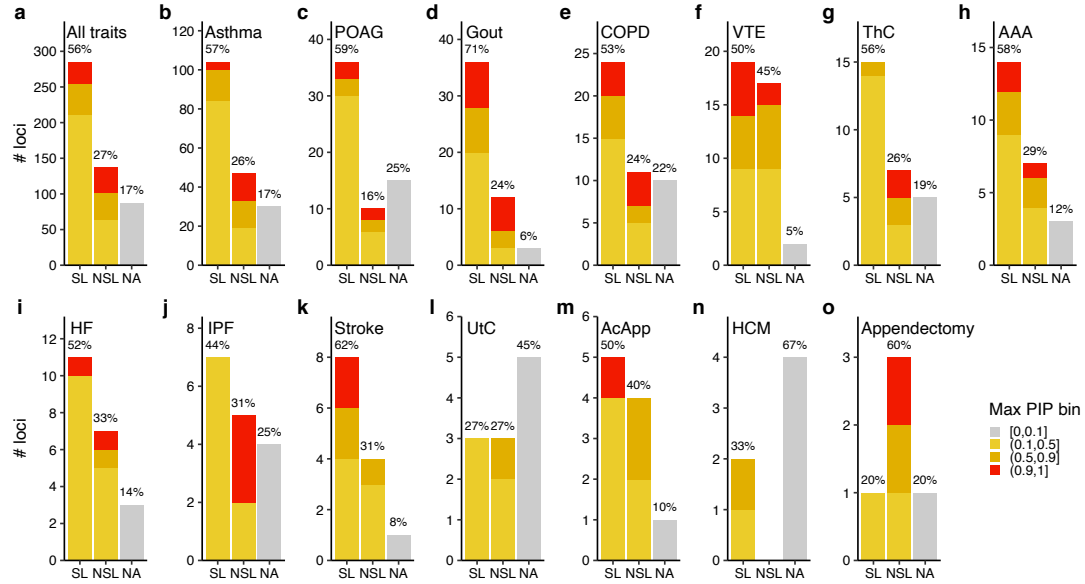 a b c d e f g h
All traits Asthma POAG Gout COPD VTE ThC AAA
# loci
300 250 200 150 100 50 0
56% 27% 17%
SL NSL NA
120 100 80 60 40 20 0
57% 26% 17%
SL NSL NA
40 30 20 10 0
59% 16% 25%
SL NSL NA
40 30 20 10 0
71% 24% 6%
SL NSL NA
25 20 15 10 5 0
53% 24% 22%
SL NSL NA
20 15 10 5 0
50% 45% 5%
SL NSL NA
15 10 5 0
56% 26% 19%
SL NSL NA
15 10 5 0
58% 29% 12%
SL NSL NA
i j k l m n o
HF IPF Stroke UtC AcApp HCM Appendectomy
# loci
12 10 8 6 4 2 0
52% 33% 14%
SL NSL NA
8 6 4 2 0
44% 31% 25%
SL NSL NA
8 6 4 2 0
62% 31% 8%
SL NSL NA
6 5 4 3 2 1 0
27% 27% 45%
SL NSL NA
6 5 4 3 2 1 0
50% 40% 10%
SL NSL NA
4 3 2 1 0
33% 67%
SL NSL NA
3 2 1 0
20% 60% 20%
SL NSL NA
Max PIP bin
[0,0.1]
(0.1,0.5]
(0.5,0.9]
(0.9,1]